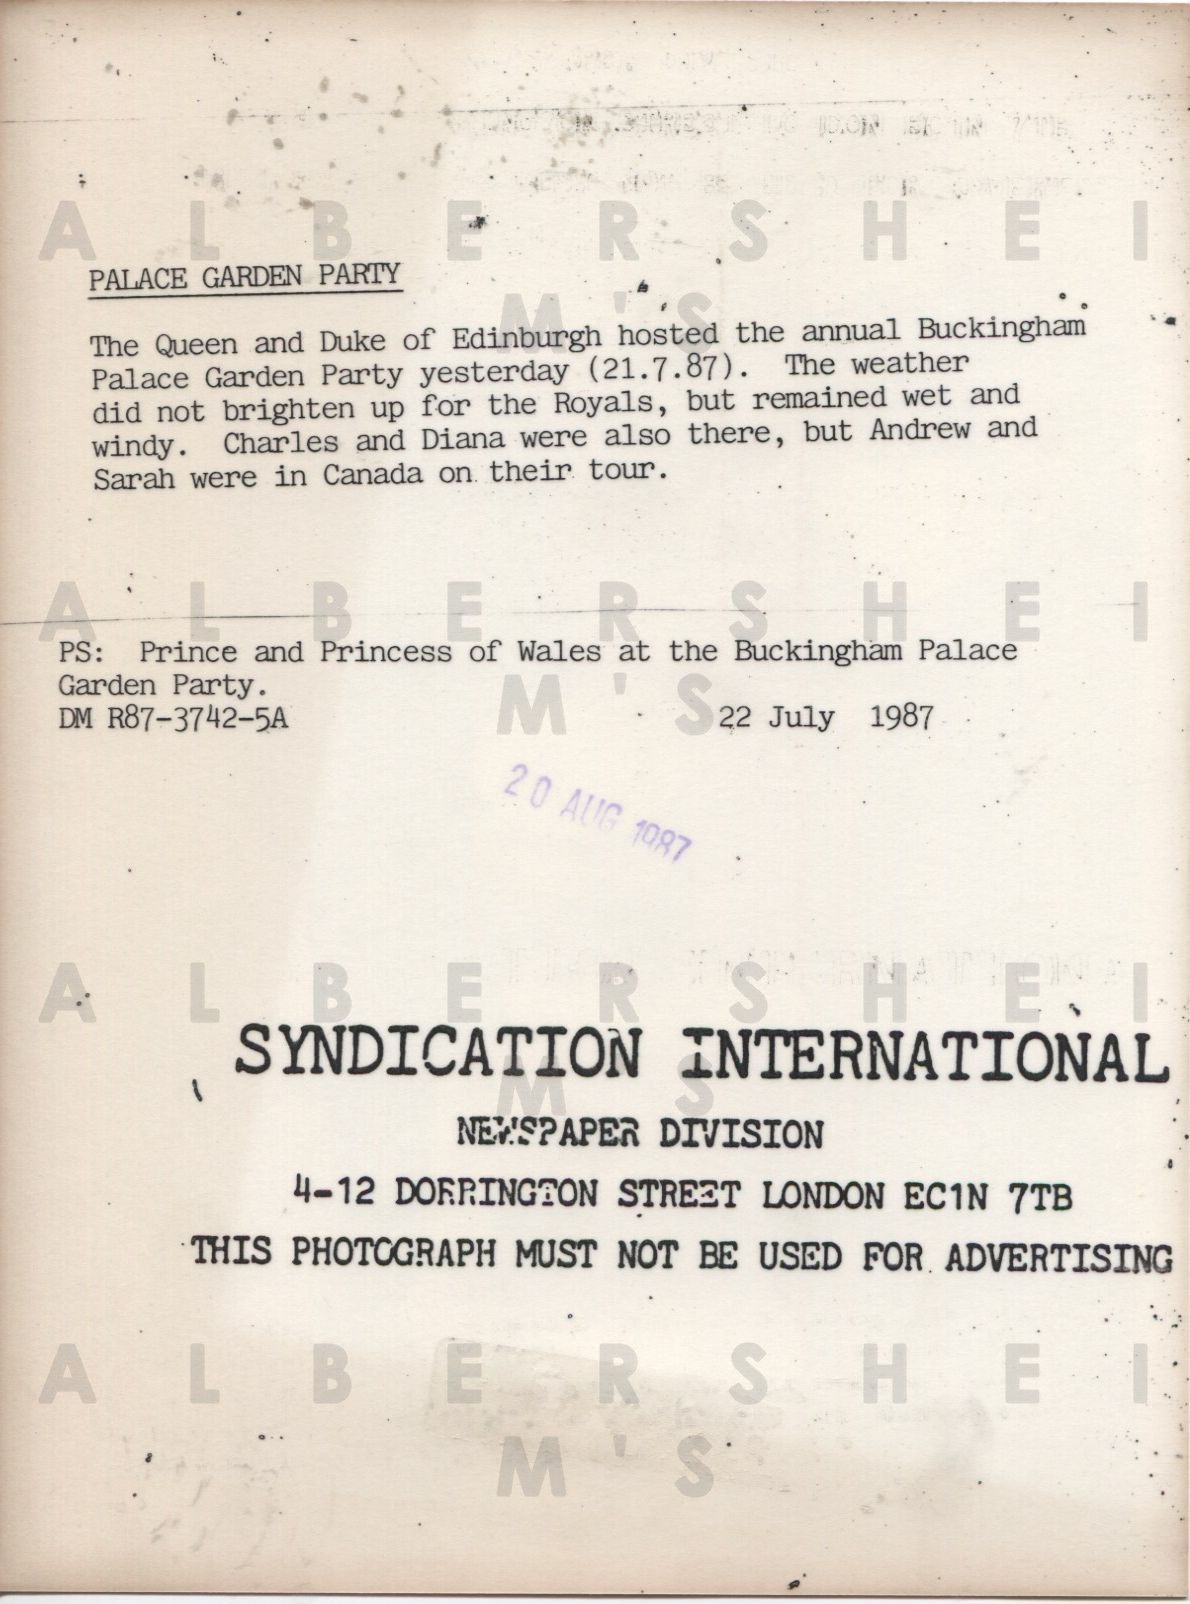 PALACE GARDEN PARTY
The Queen and Duke of Edinburgh hosted the annual Buckingham
Palace Garden Party yesterday (21.7.87). The weather
did not brighten up for the Royals, but remained wet and
windy. Charles and Diana were also there, but Andrew and
Sarah were in Canada on their tour.
PS: Prince and Princess of Wales at the Buckingham Palace
Garden Party.
DM R87-3742-5A 22 July 1987
20 AUG 1987
SYNDICATION INTERNATIONAL
NEWSPAPER DIVISION
4-12 DORRINGTON STREET LONDON EC1N 7TB
THIS PHOTOGRAPH MUST NOT BE USED FOR ADVERTISING
ALBERSHEI
M'S
ALBERSHEI
M'S
ALBERSHEI
M'S
ALBERSHEI
M'S